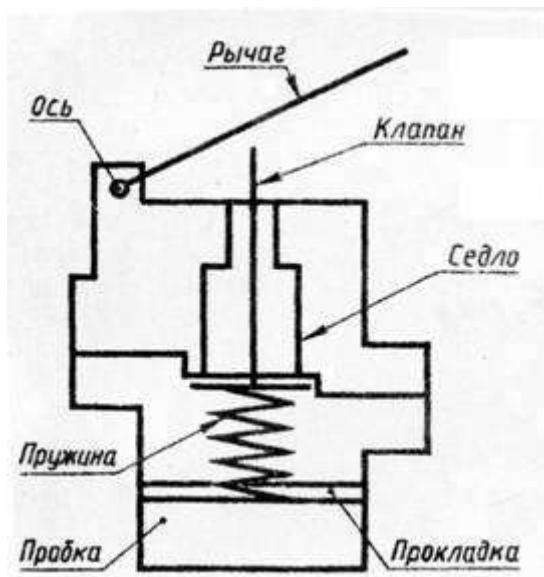 Рычаг
Ось
Клапан
Седло
Пружина
Пробка
Прокладка